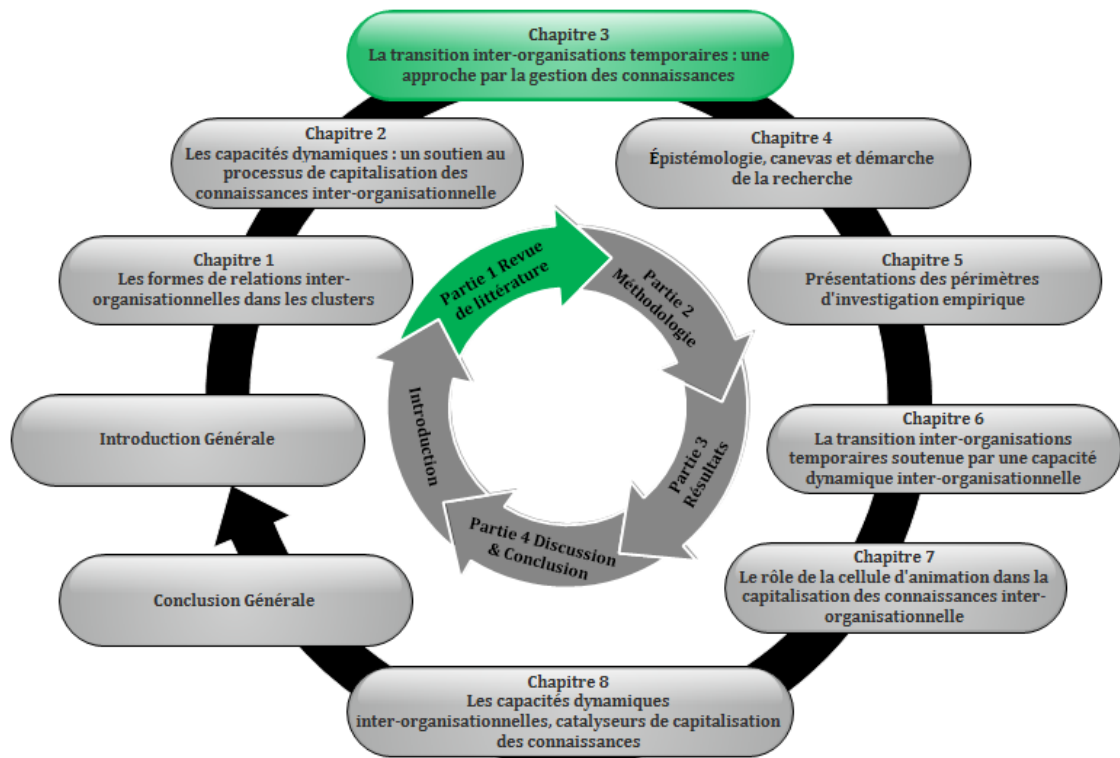 Chapitre 3
La transition inter-organisations temporaires : une
approche par la gestion des connaissances
Chapitre 2
Les capacités dynamiques : un soutien au
processus de capitalisation des
connaissances inter-organisationnelle
Chapitre 4
Épistémologie, canevas et démarche
de la recherche
Chapitre 1
Les formes de relations inter-
organisationnelles dans les clusters
Partie 1 Revue
de littérature
Partie 2
Méthodologie
Chapitre 5
Présentations des périmètres
d'investigation empirique
Introduction Générale
Introduction
Partie 3
Résultats
Chapitre 6
La transition inter-organisations
temporaires soutenue par une capacité
dynamique inter-organisationnelle
Partie 4 Discussion
& Conclusion
Conclusion Générale
Chapitre 7
Le rôle de la cellule d'animation dans la
capitalisation des connaissances inter-
organisationnelle
Chapitre 8
Les capacités dynamiques
inter-organisationnelles, catalyseurs de capitalisation
des connaissances